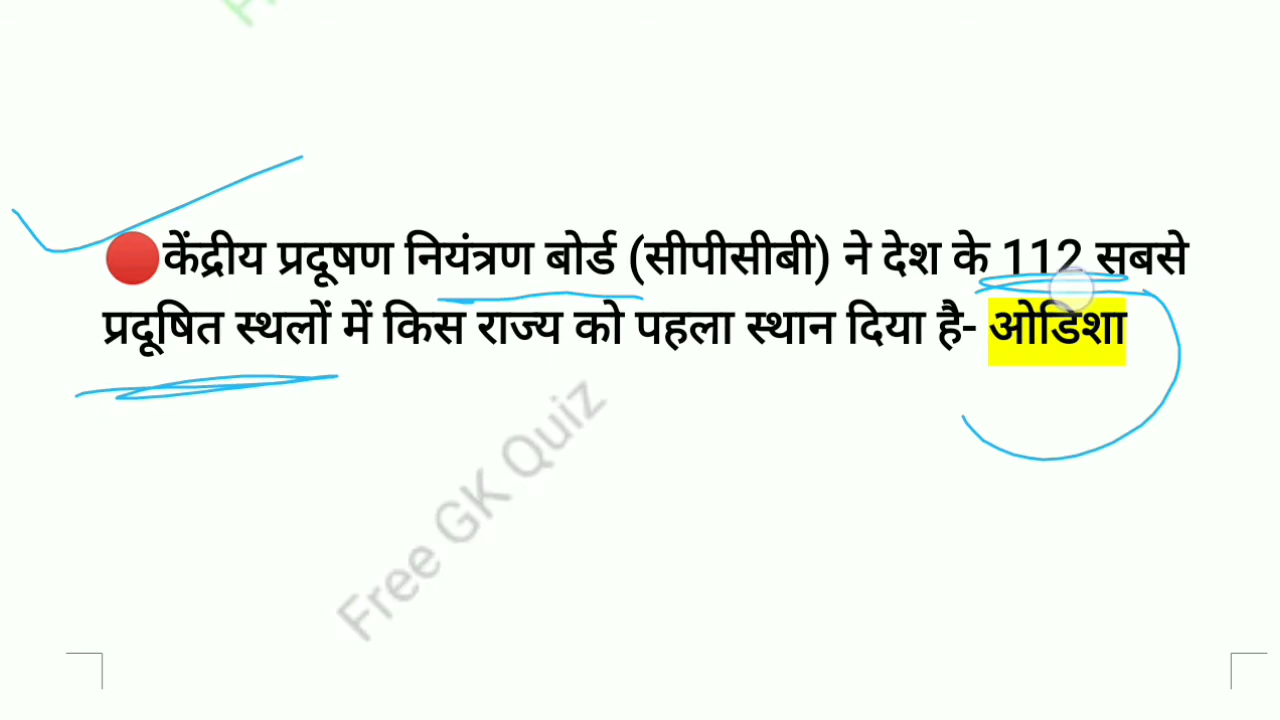 🔴केंद्रीय प्रदूषण नियंत्रण बोर्ड (सीपीसीबी) ने देश के 112 सबसे
प्रदूषित स्थलों में किस राज्य को पहला स्थान दिया है- ओडिशा
Free GK Quiz